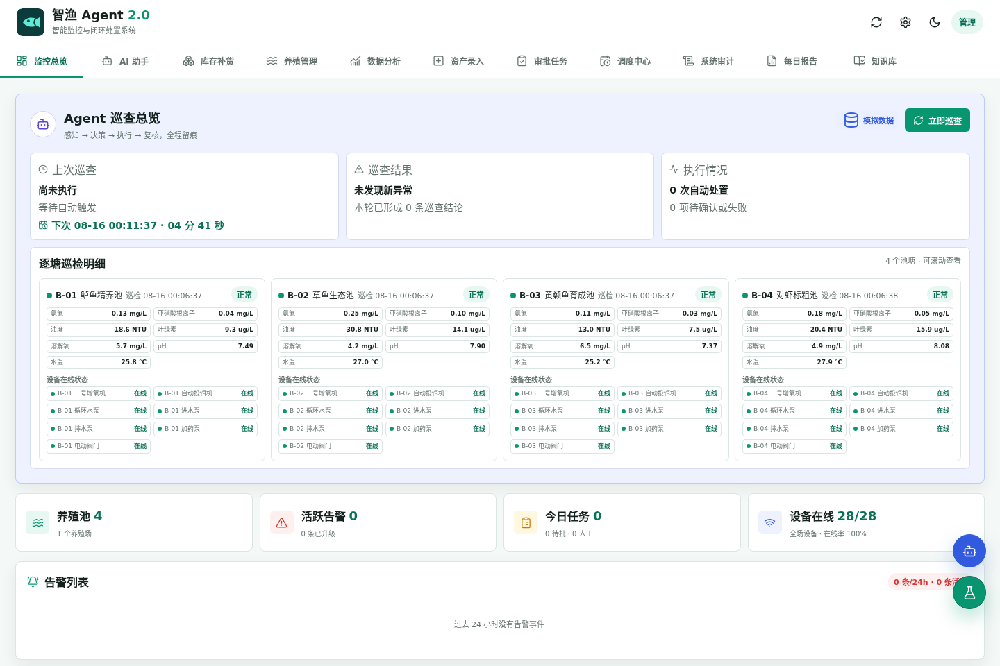 智渔 Agent 2.0
智能监控与闭环处置系统
管理
监控总览
AI 助手
库存补货
养殖管理
数据分析
资产录入
审批任务
调度中心
系统审计
每日报告
知识库
Agent 巡查总览
感知 → 决策 → 执行 → 复核，全程留痕
模拟数据
立即巡查
上次巡查
尚未执行
等待自动触发
下次 08-16 00:11:37 · 04 分 41 秒
巡查结果
未发现新异常
本轮已形成 0 条巡查结论
执行情况
0 次自动处置
0 项待确认或失败
逐塘巡检明细
4 个池塘 · 可滚动查看
B-01 鲈鱼精养池 巡检 08-16 00:06:37 正常
氨氮 0.13 mg/L 亚硝酸根离子 0.04 mg/L
浊度 18.6 NTU 叶绿素 9.3 ug/L
溶解氧 5.7 mg/L pH 7.49
水温 25.8 °C
设备在线状态
B-01 一号增氧机 在线 B-01 自动投饵机 在线
B-01 循环水泵 在线 B-01 进水泵 在线
B-01 排水泵 在线 B-01 加药泵 在线
B-01 电动阀门 在线
B-02 草鱼生态池 巡检 08-16 00:06:37 正常
氨氮 0.25 mg/L 亚硝酸根离子 0.10 mg/L
浊度 30.8 NTU 叶绿素 14.1 ug/L
溶解氧 4.2 mg/L pH 7.90
水温 27.0 °C
设备在线状态
B-02 一号增氧机 在线 B-02 自动投饵机 在线
B-02 循环水泵 在线 B-02 进水泵 在线
B-02 排水泵 在线 B-02 加药泵 在线
B-02 电动阀门 在线
B-03 黄颡鱼育成池 巡检 08-16 00:06:37 正常
氨氮 0.11 mg/L 亚硝酸根离子 0.03 mg/L
浊度 13.0 NTU 叶绿素 7.5 ug/L
溶解氧 6.5 mg/L pH 7.37
水温 25.2 °C
设备在线状态
B-03 一号增氧机 在线 B-03 自动投饵机 在线
B-03 循环水泵 在线 B-03 进水泵 在线
B-03 排水泵 在线 B-03 加药泵 在线
B-03 电动阀门 在线
B-04 对虾标粗池 巡检 08-16 00:06:38 正常
氨氮 0.18 mg/L 亚硝酸根离子 0.05 mg/L
浊度 20.4 NTU 叶绿素 15.9 ug/L
溶解氧 4.9 mg/L pH 8.08
水温 27.9 °C
设备在线状态
B-04 一号增氧机 在线 B-04 自动投饵机 在线
B-04 循环水泵 在线 B-04 进水泵 在线
B-04 排水泵 在线 B-04 加药泵 在线
B-04 电动阀门 在线
养殖池 4
1 个养殖场
活跃告警 0
0 条已升级
今日任务 0
0 待批 · 0 人工
设备在线 28/28
全场设备 · 在线率 100%
告警列表
0 条/24h · 0 条
过去 24 小时没有告警事件